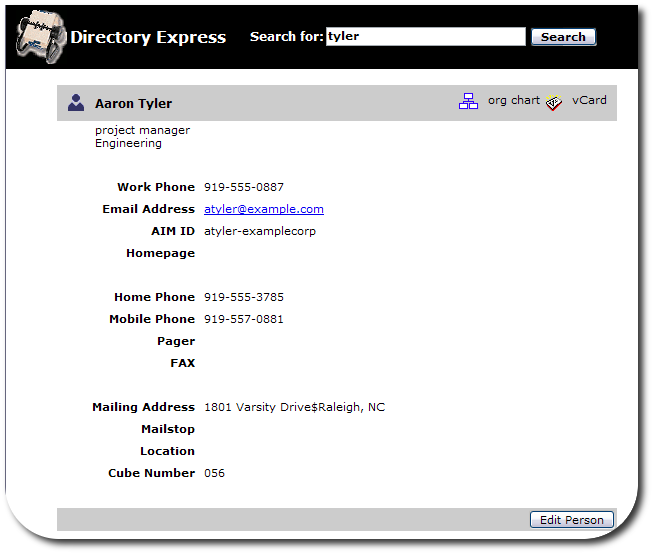 Directory Express Search for: tyler Search
Aaron Tyler org chart vCard
project manager
Engineering
Work Phone 919-555-0887
Email Address atyler@example.com
AIM ID atyler-examplecorp
Homepage
Home Phone 919-555-3785
Mobile Phone 919-557-0881
Pager
FAX
Mailing Address 1801 Varsity Drive$Raleigh, NC
Mailstop
Location
Cube Number 056
Edit Person